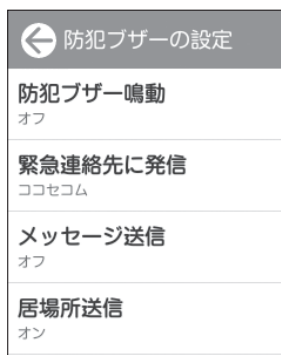 防犯ブザーの設定
防犯ブザー鳴動
オフ
緊急連絡先に発信
ココセコム
メッセージ送信
オフ
居場所送信
オン